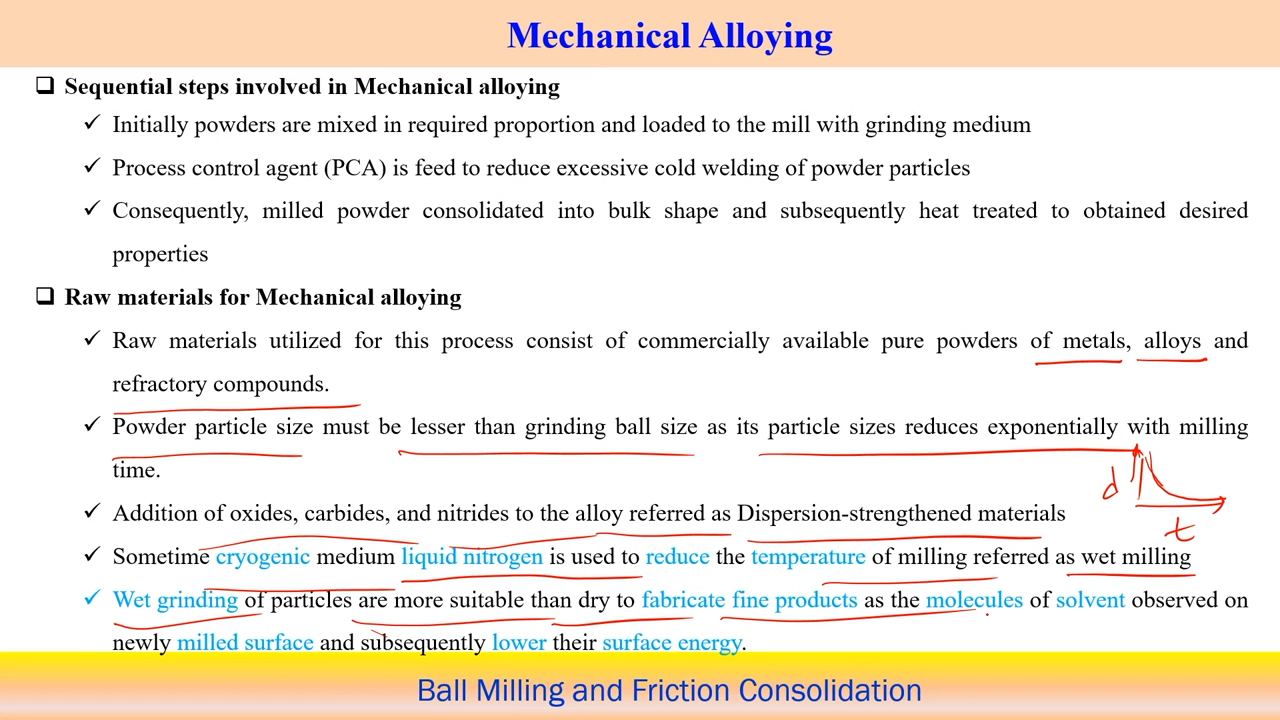 Mechanical Alloying
❑ Sequential steps involved in Mechanical alloying
✓ Initially powders are mixed in required proportion and loaded to the mill with grinding medium
✓ Process control agent (PCA) is feed to reduce excessive cold welding of powder particles
✓ Consequently, milled powder consolidated into bulk shape and subsequently heat treated to obtained desired
properties
❑ Raw materials for Mechanical alloying
✓ Raw materials utilized for this process consist of commercially available pure powders of metals, alloys and
refractory compounds.
✓ Powder particle size must be lesser than grinding ball size as its particle sizes reduces exponentially with milling
time.
d
t
✓ Addition of oxides, carbides, and nitrides to the alloy referred as Dispersion-strengthened materials
✓ Sometime cryogenic medium liquid nitrogen is used to reduce the temperature of milling referred as wet milling
✓ Wet grinding of particles are more suitable than dry to fabricate fine products as the molecules of solvent observed on
newly milled surface and subsequently lower their surface energy.
Ball Milling and Friction Consolidation